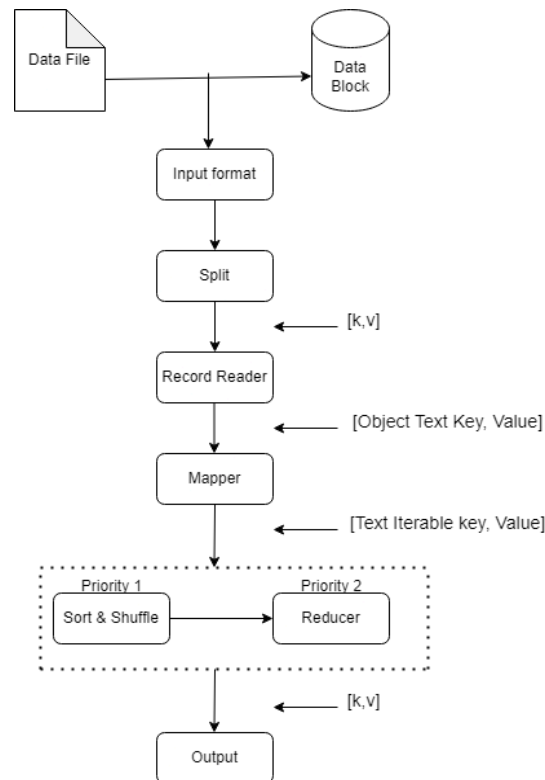 Data File
Data
Block
Input format
Split
[k,v]
Record Reader
[Object Text Key, Value]
Mapper
[Text Iterable key, Value]
Priority 1
Priority 2
Sort & Shuffle
Reducer
[k,v]
Output